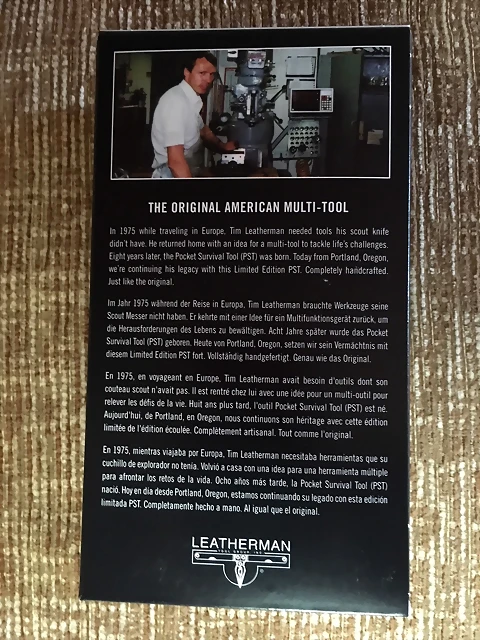 THE ORIGINAL AMERICAN MULTI-TOOL
In 1975 while traveling in Europe, Tim Leatherman needed tools his scout knife
didn't have. He returned home with an idea for a multi-tool to tackle life's challenges.
Eight years later, the Pocket Survival Tool (PST) was born. Today from Portland, Oregon,
we're continuing his legacy with this Limited Edition PST. Completely handcrafted.
Just like the original.
Im Jahr 1975 während der Reise in Europa, Tim Leatherman brauchte Werkzeuge seine
Scout Messer nicht haben. Er kehrte mit einer Idee für ein Multifunktionsgerät zurück, um
die Herausforderungen des Lebens zu bewältigen. Acht Jahre später wurde das Pocket
Survival Tool (PST) geboren. Heute von Portland, Oregon, setzen wir sein Vermächtnis mit
diesem Limited Edition PST fort. Vollständig handgefertigt. Genau wie das Original.
En 1975, en voyageant en Europe, Tim Leatherman avait besoin d'outils dont son
couteau scout n'avait pas. Il est rentré chez lui avec une idée pour un multi-outil pour
relever les défis de la vie. Huit ans plus tard, l'outil Pocket Survival Tool (PST) est né.
Aujourd'hui, de Portland, en Oregon, nous continuons son héritage avec cette édition
limitée de l'édition écoulée. Complètement artisanal. Tout comme l'original.
En 1975, mientras viajaba por Europa, Tim Leatherman necesitaba herramientas que su
cuchillo de explorador no tenía. Volvió a casa con una idea para una herramienta múltiple
para afrontar los retos de la vida. Ocho años más tarde, la Pocket Survival Tool (PST)
nació. Hoy en día desde Portland, Oregon, estamos continuando su legado con esta edición
limitada PST. Completamente hecho a mano. Al igual que el original.
LEATHERMAN
TOOL GROUP, INC.